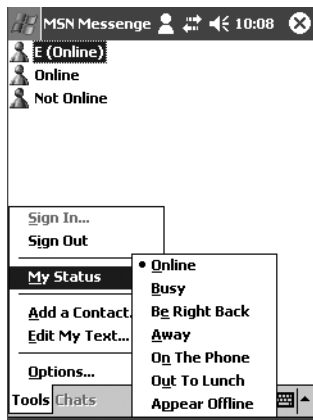 MSN Messenge 10:08
E (Online)
Online
Not Online
Sign In...
Sign Out
My Status
Add a Contact.
Edit My Text...
Options...
Online
Busy
Be Right Back
Away
On The Phone
Out To Lunch
Appear Offline
Tools Chats